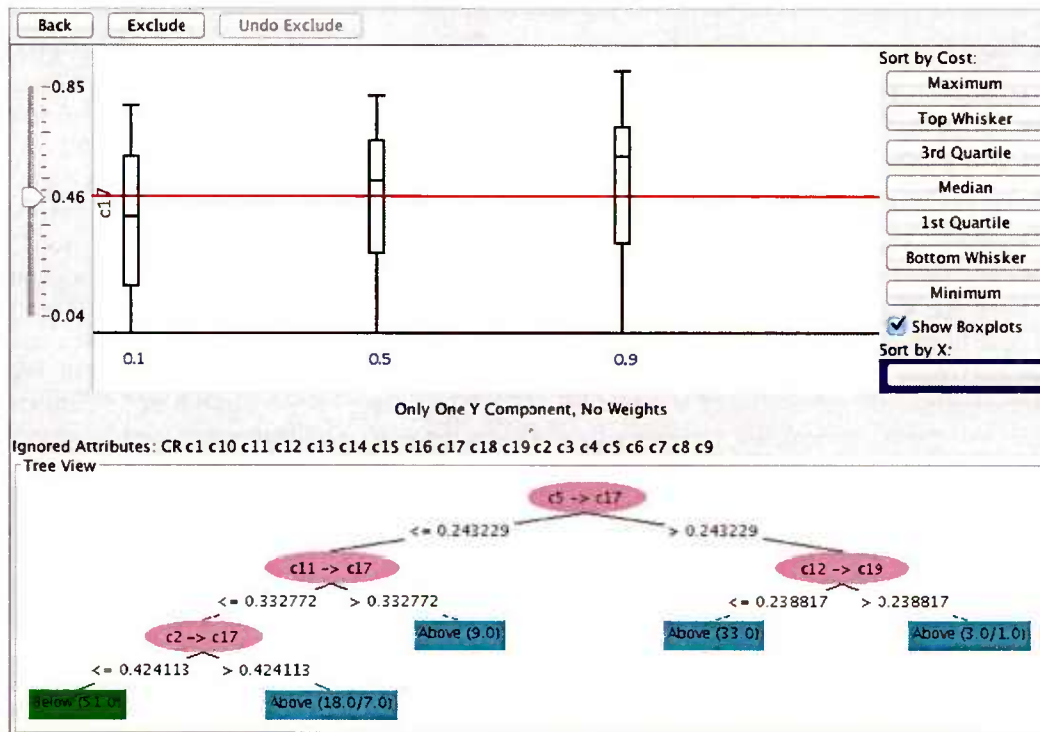 Back Exclude Undo Exclude
Sort by Cost:
0.85
Maximum
Top Whisker
3rd Quartile
0.46
c17
Median
1st Quartile
Bottom Whisker
Minimum
-0.04
Show Boxplots
Sort by X:
0.1 0.5 0.9
Only One Y Component, No Weights
Ignored Attributes: CR c1 c10 c11 c12 c13 c14 c15 c16 c17 c18 c19 c2 c3 c4 c5 c6 c7 c8 c9
Tree View
c5 -> c17
<= 0.243229 > 0.243229
c11 -> c17 c12 -> c19
<= 0.332772 > 0.332772 <= 0.238817 > 0.238817
c2 -> c17 Above (9.0) Above (33.0) Above (3.0/1.0)
<= 0.424113 > 0.424113
Below (51.0) Above (18.0/7.0)